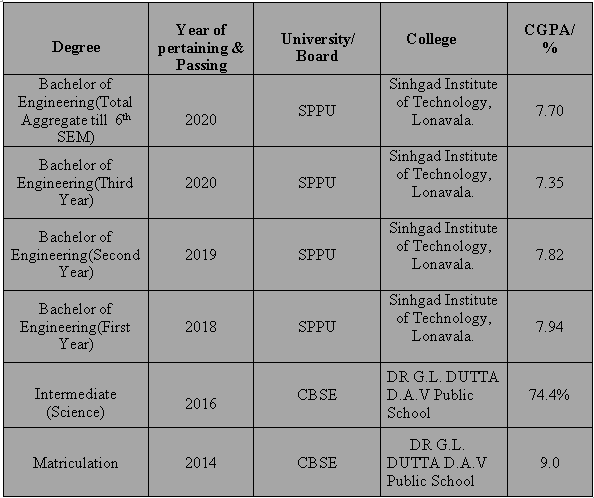 Degree
Year of
pertaining &
Passing
University/
Board
College
CGPA/
%
Bachelor of
Engineering(Total
Aggregate till 6th
SEM)
2020
SPPU
Sinhgad Institute
of Technology,
Lonavala.
7.70
Bachelor of
Engineering(Third
Year)
2020
SPPU
Sinhgad Institute
of Technology,
Lonavala.
7.35
Bachelor of
Engineering(Second
Year)
2019
SPPU
Sinhgad Institute
of Technology,
Lonavala.
7.82
Bachelor of
Engineering(First
Year)
2018
SPPU
Sinhgad Institute
of Technology,
Lonavala.
7.94
Intermediate
(Science)
2016
CBSE
DR G.L. DUTTA
D.A.V Public
School
74.4%
Matriculation
2014
CBSE
DR G.L.
DUTTA D.A.V
Public School
9.0